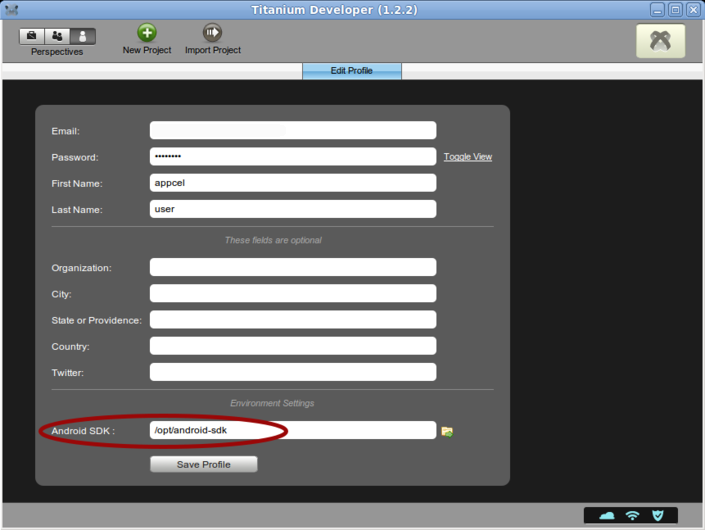 Titanium Developer (1.2.2)
Perspectives
New Project
Import Project
Edit Profile
Email:
Password: ••••••••
Toggle View
First Name: appcel
Last Name: user
These fields are optional
Organization:
City:
State or Providence:
Country:
Twitter:
Environment Settings
Android SDK : /opt/android-sdk
Save Profile